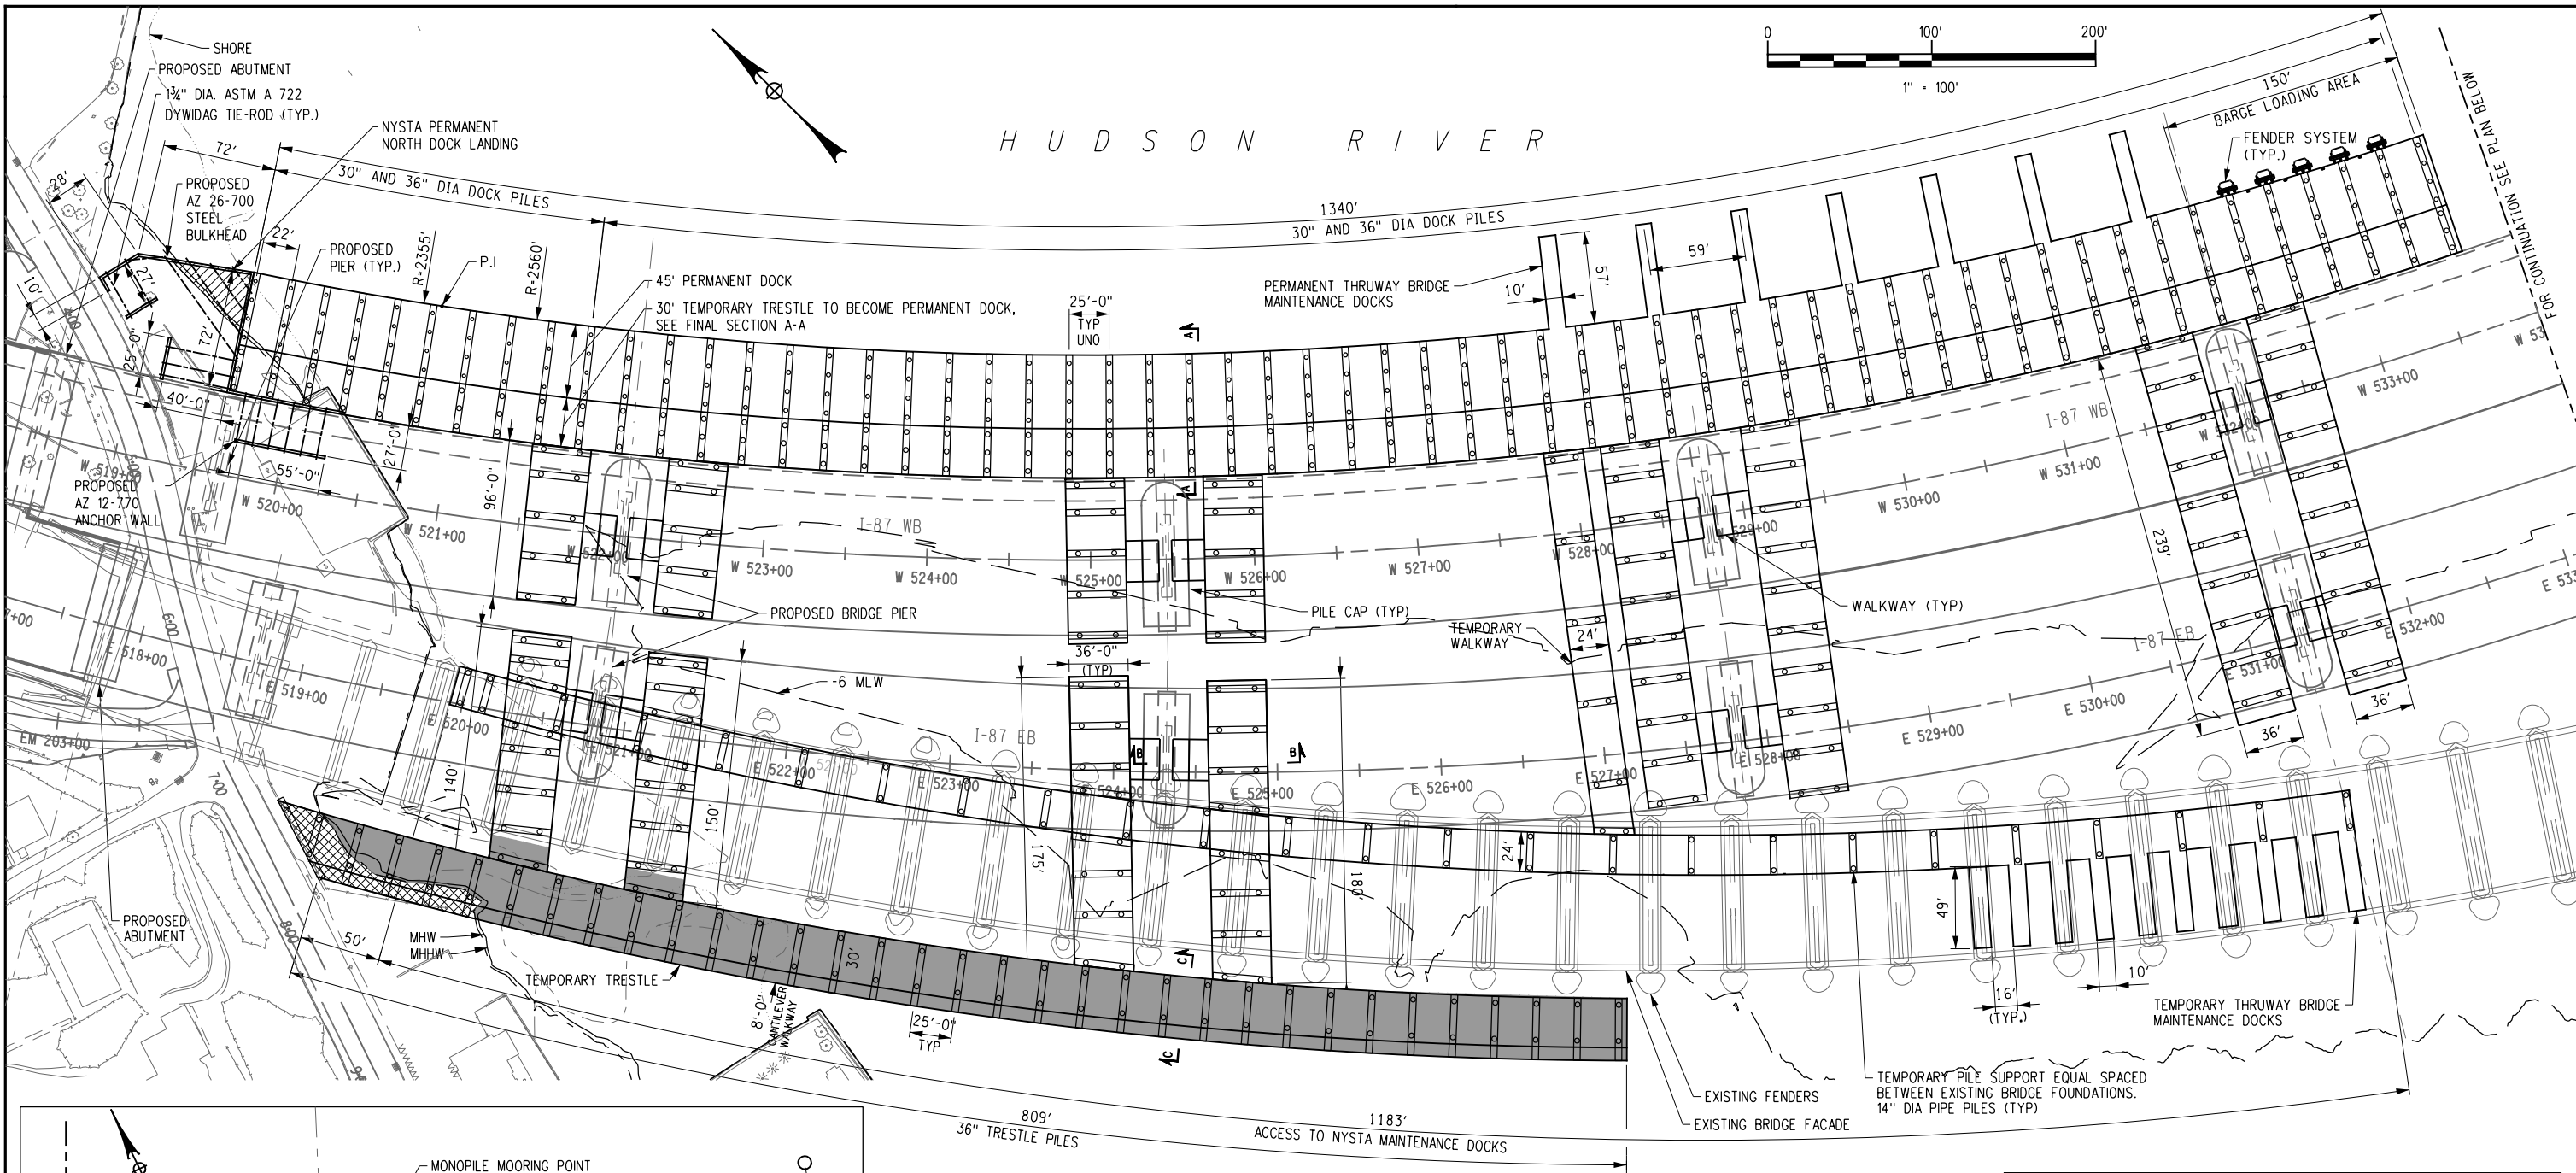 SHORE
PROPOSED ABUTMENT
1¾" DIA. ASTM A 722
DYWIDAG TIE-ROD (TYP.)
NYSTA PERMANENT
NORTH DOCK LANDING
72'
28'
PROPOSED
AZ 26-700
STEEL
BULKHEAD
22'
PROPOSED
PIER (TYP.)
27'
10'
72'
25'-0"
40'-0"
55'-0"
27'-0"
PROPOSED
AZ 12-770
ANCHOR WALL
30" AND 36" DIA DOCK PILES
P.I
R=2355'
R=2560'
HUDSON RIVER
1340'
30" AND 36" DIA DOCK PILES
0
100'
200'
1" = 100'
150'
BARGE LOADING AREA
FENDER SYSTEM
(TYP.)
FOR CONTINUATION SEE PLAN BELOW
45' PERMANENT DOCK
30' TEMPORARY TRESTLE TO BECOME PERMANENT DOCK,
SEE FINAL SECTION A-A
25'-0"
TYP
UNO
A
A
PERMANENT THRUWAY BRIDGE
MAINTENANCE DOCKS
10'
57'
59'
96'-0"
I-87 WB
I-87 WB
W 519+00
W 520+00
W 521+00
W 522+00
W 523+00
W 524+00
W 525+00
W 526+00
W 527+00
W 528+00
W 529+00
W 530+00
W 531+00
W 532+00
W 533+00
W 53
PROPOSED BRIDGE PIER
PILE CAP (TYP)
TEMPORARY
WALKWAY
24'
WALKWAY (TYP)
239'
36'
36'
36'-0"
(TYP)
-6 MLW
I-87 EB
I-87 EB
B
B
E 518+00
E 519+00
E 520+00
E 521+00
E 522+00
E 523+00
E 524+00
E 525+00
E 526+00
E 527+00
E 528+00
E 529+00
E 530+00
E 531+00
E 532+00
E 533
EM 203+00
6+00
7+00
8+00
140'
150'
175'
180'
24'
49'
PROPOSED
ABUTMENT
50'
MHW
MHHW
TEMPORARY TRESTLE
30'
8'-0"
CANTILEVER
WALKWAY
25'-0"
TYP
C
C
16'
(TYP.)
10'
TEMPORARY THRUWAY BRIDGE
MAINTENANCE DOCKS
TEMPORARY PILE SUPPORT EQUAL SPACED
BETWEEN EXISTING BRIDGE FOUNDATIONS.
14" DIA PIPE PILES (TYP)
EXISTING FENDERS
EXISTING BRIDGE FACADE
809'
36" TRESTLE PILES
1183'
ACCESS TO NYSTA MAINTENANCE DOCKS
MONOPILE MOORING POINT